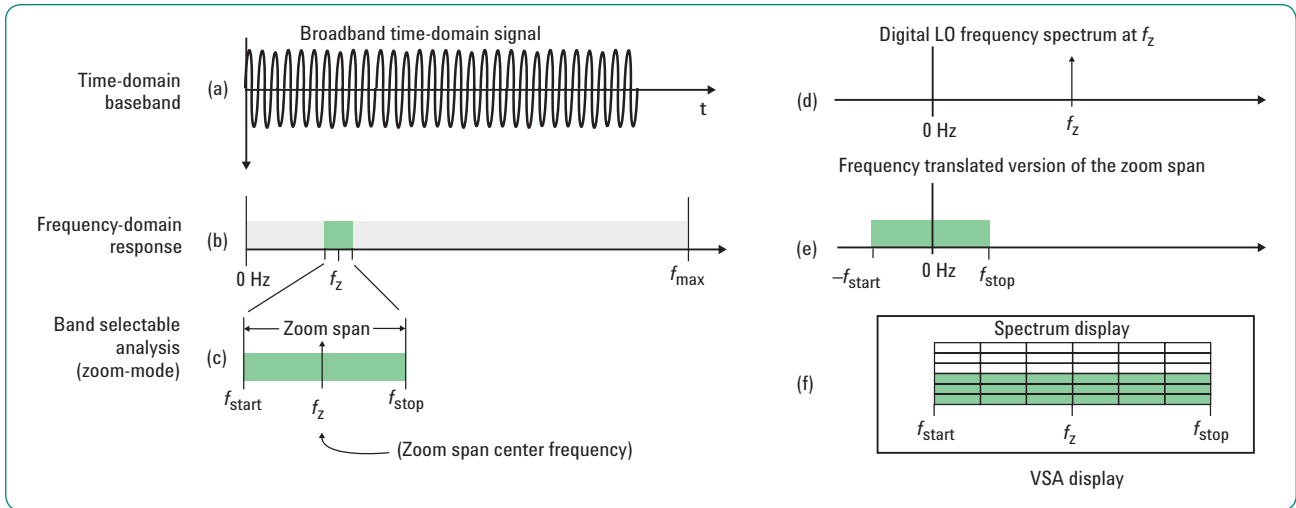 Broadband time-domain signal
Time-domain
baseband
(a)
t
Frequency-domain
response
(b)
0 Hz
fz
fmax
Band selectable
analysis
(zoom-mode)
(c)
Zoom span
fstart
fz
fstop
(Zoom span center frequency)
Digital LO frequency spectrum at fz
(d)
0 Hz
fz
Frequency translated version of the zoom span
(e)
–fstart
0 Hz
fstop
(f)
Spectrum display
fstart
fz
fstop
VSA display